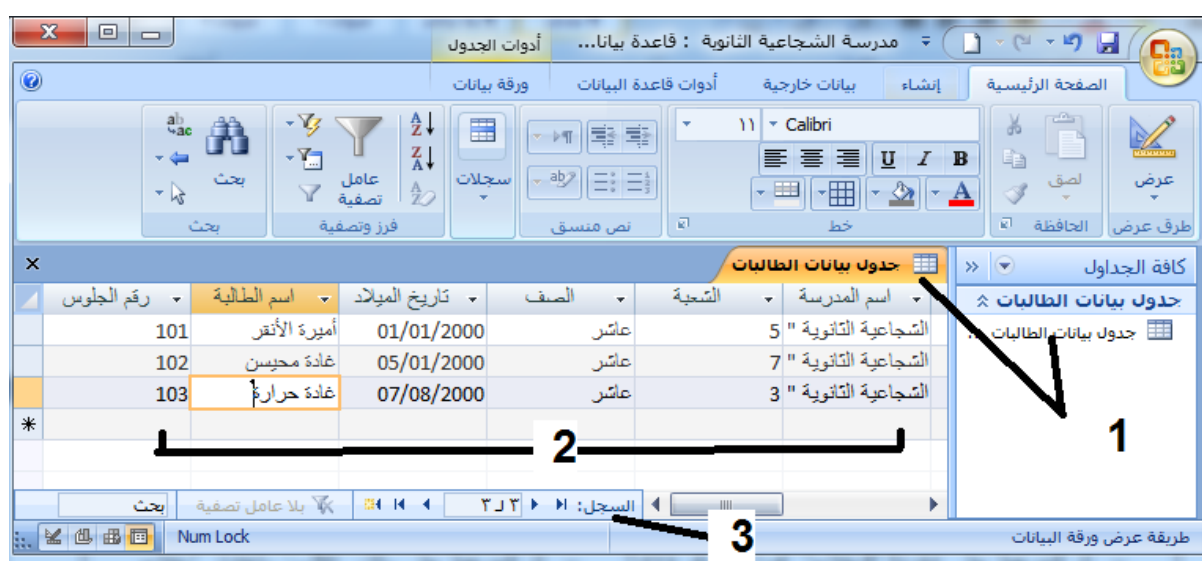 مدرسة الشجاعية الثانوية : قاعدة بيانا... أدوات الجدول
الصفحة الرئيسية إنشاء بيانات خارجية أدوات قاعدة البيانات ورقة بيانات
Calibri ١١
عرض لصق B I U سجلات عامل تصفية بحث
طرق عرض الحافظة خط نص منسق فرز وتصفية بحث
كافة الجداول
جدول بيانات الطالبات
جدول بيانات الطالبات ..
جدول بيانات الطالبات
اسم المدرسة الشعبة الصف تاريخ الميلاد اسم الطالبة رقم الجلوس
الشجاعية الثانوية " 5 عاشر 01/01/2000 أميرة الأنقر 101
الشجاعية الثانوية " 7 عاشر 05/01/2000 غادة محيسن 102
الشجاعية الثانوية " 3 عاشر 07/08/2000 غادة حرارة 103
1
2
السجل: ٣ لـ ٣ بلا عامل تصفية بحث
3
طريقة عرض ورقة البيانات Num Lock